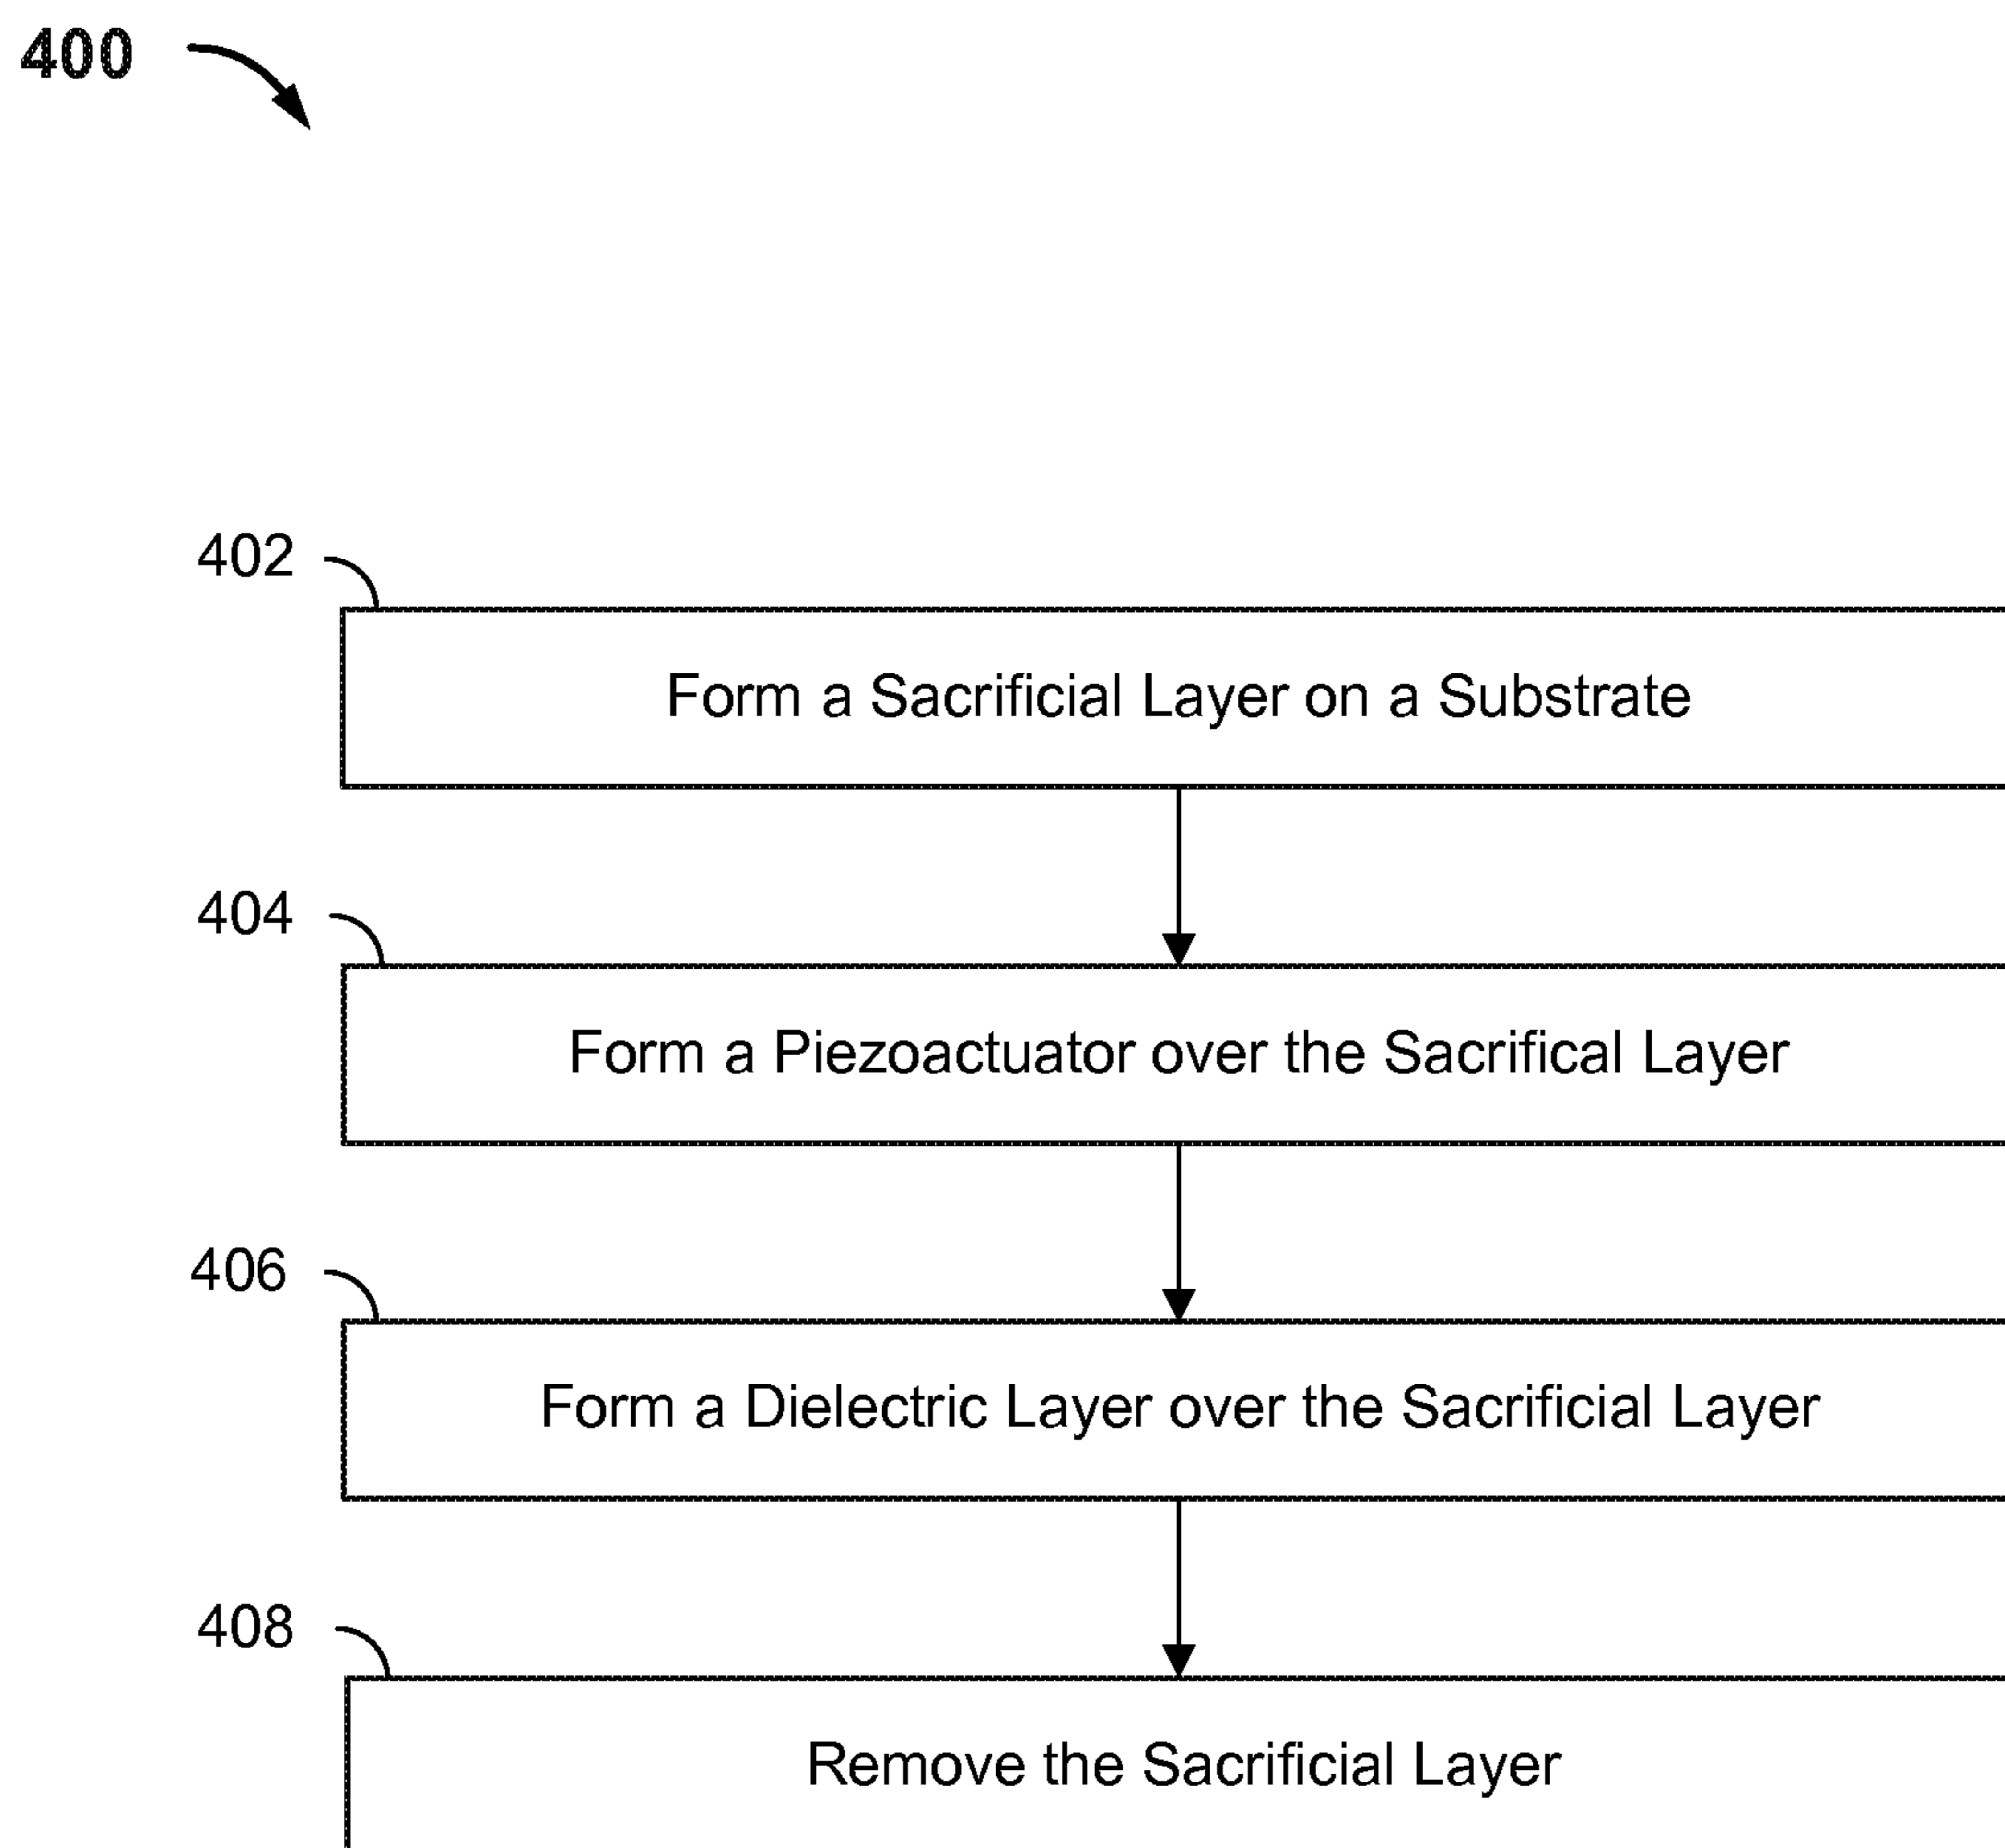 400
402
Form a Sacrificial Layer on a Substrate
404
Form a Piezoactuator over the Sacrifical Layer
406
Form a Dielectric Layer over the Sacrificial Layer
408
Remove the Sacrificial Layer